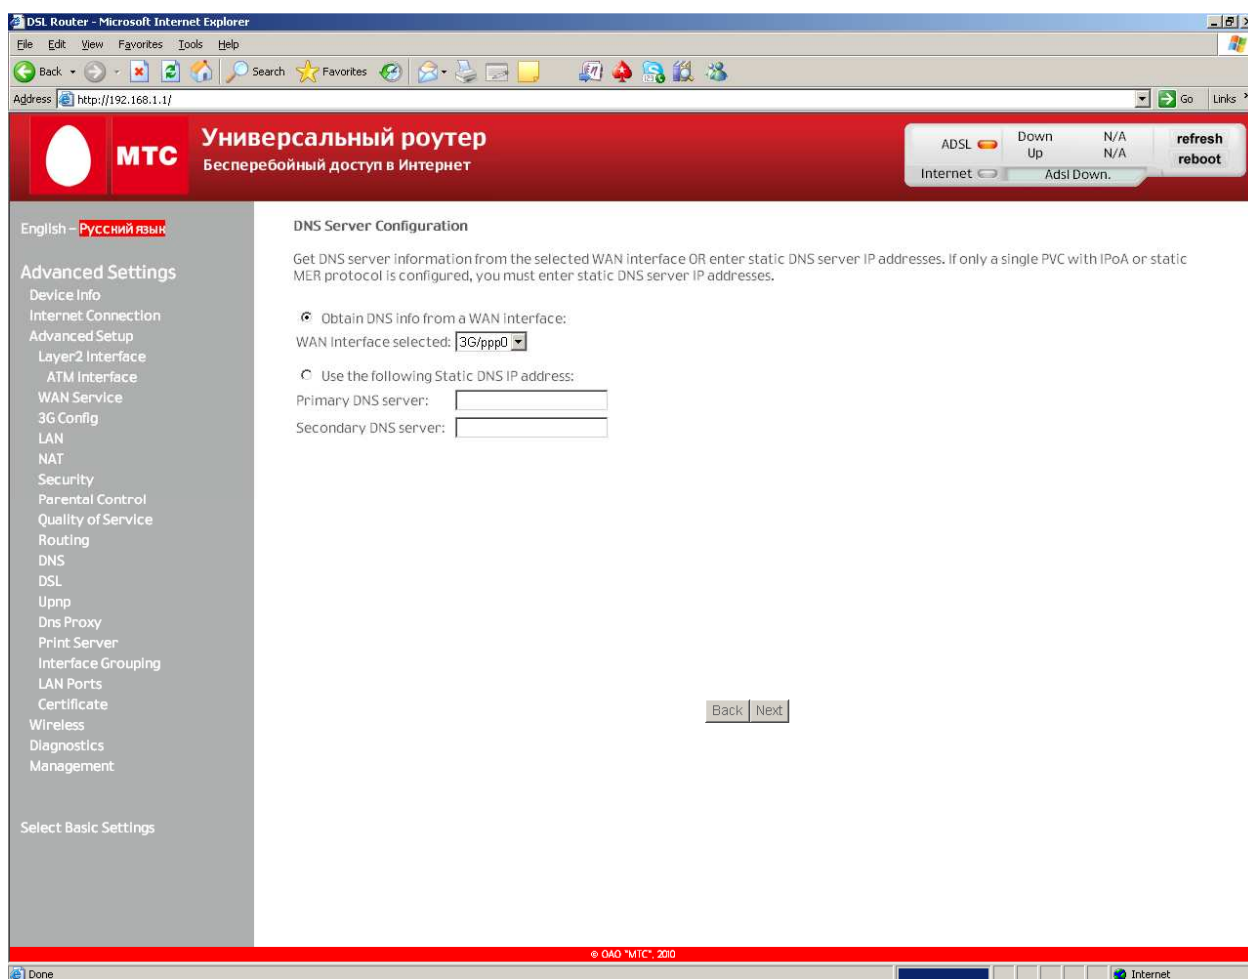 DSL Router - Microsoft Internet Explorer
File Edit View Favorites Tools Help
Back Search Favorites
Address http://192.168.1.1/ Go Links
МТС Универсальный роутер
Бесперебойный доступ в Интернет
ADSL Down N/A refresh
Up N/A reboot
Internet Adsl Down.
English – Русский язык
Advanced Settings
Device Info
Internet Connection
Advanced Setup
Layer2 Interface
ATM Interface
WAN Service
3G Config
LAN
NAT
Security
Parental Control
Quality of Service
Routing
DNS
DSL
Upnp
Dns Proxy
Print Server
Interface Grouping
LAN Ports
Certificate
Wireless
Diagnostics
Management
Select Basic Settings
DNS Server Configuration
Get DNS server information from the selected WAN interface OR enter static DNS server IP addresses. If only a single PVC with IPoA or static
MER protocol is configured, you must enter static DNS server IP addresses.
Obtain DNS info from a WAN interface:
WAN Interface selected: 3G/ppp0
Use the following Static DNS IP address:
Primary DNS server:
Secondary DNS server:
Back Next
© ОАО "МТС", 2010
Done Internet